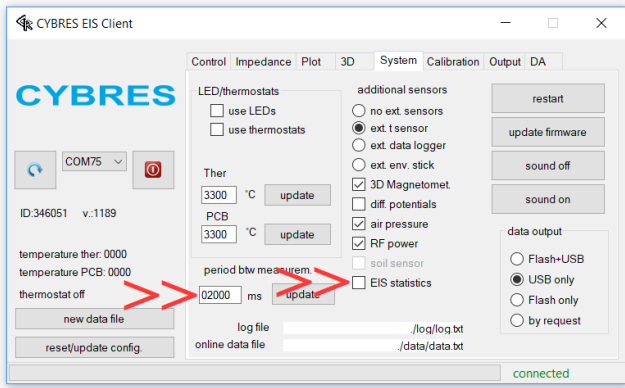 CYBRES EIS Client
Control Impedance Plot 3D System Calibration Output DA
CYBRES
COM75
ID:346051 v.:1189
temperature ther: 0000
temperature PCB: 0000
thermostat off
new data file
reset/update config.
LED/thermostats
use LEDs
use thermostats
Ther
3300 °C update
PCB
3300 °C update
period btw measurem.
02000 ms update
additional sensors
no ext. sensors
ext. t sensor
ext. data logger
ext. env. stick
3D Magnetomet.
diff. potentials
air pressure
RF power
soil sensor
EIS statistics
restart
update firmware
sound off
sound on
data output
Flash+USB
USB only
Flash only
by request
log file ./log/log.txt
online data file ./data/data.txt
connected